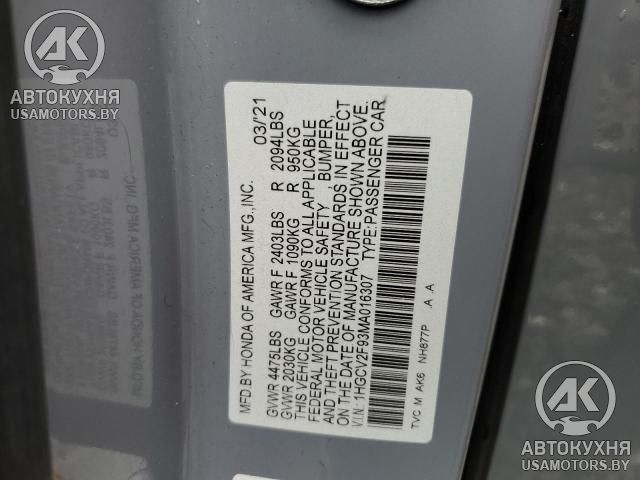 AK
АВТОКУХНЯ
USAMOTORS.BY
MFD BY HONDA OF AMERICA MFG.,INC. 03/'21
GVWR 4475LBS GAWR F 2403LBS R 2094LBS
GVWR 2030KG GAWR F 1090KG R 950KG
THIS VEHICLE CONFORMS TO ALL APPLICABLE
FEDERAL MOTOR VEHICLE SAFETY , BUMPER,
AND THEFT PREVENTION STANDARDS IN EFFECT
ON THE DATE OF MANUFACTURE SHOWN ABOVE.
V.I.N.: 1HGCV2F93MA016307 TYPE:PASSENGER CAR
TVC M AK6 NH877P A A
AK
АВТОКУХНЯ
USAMOTORS.BY